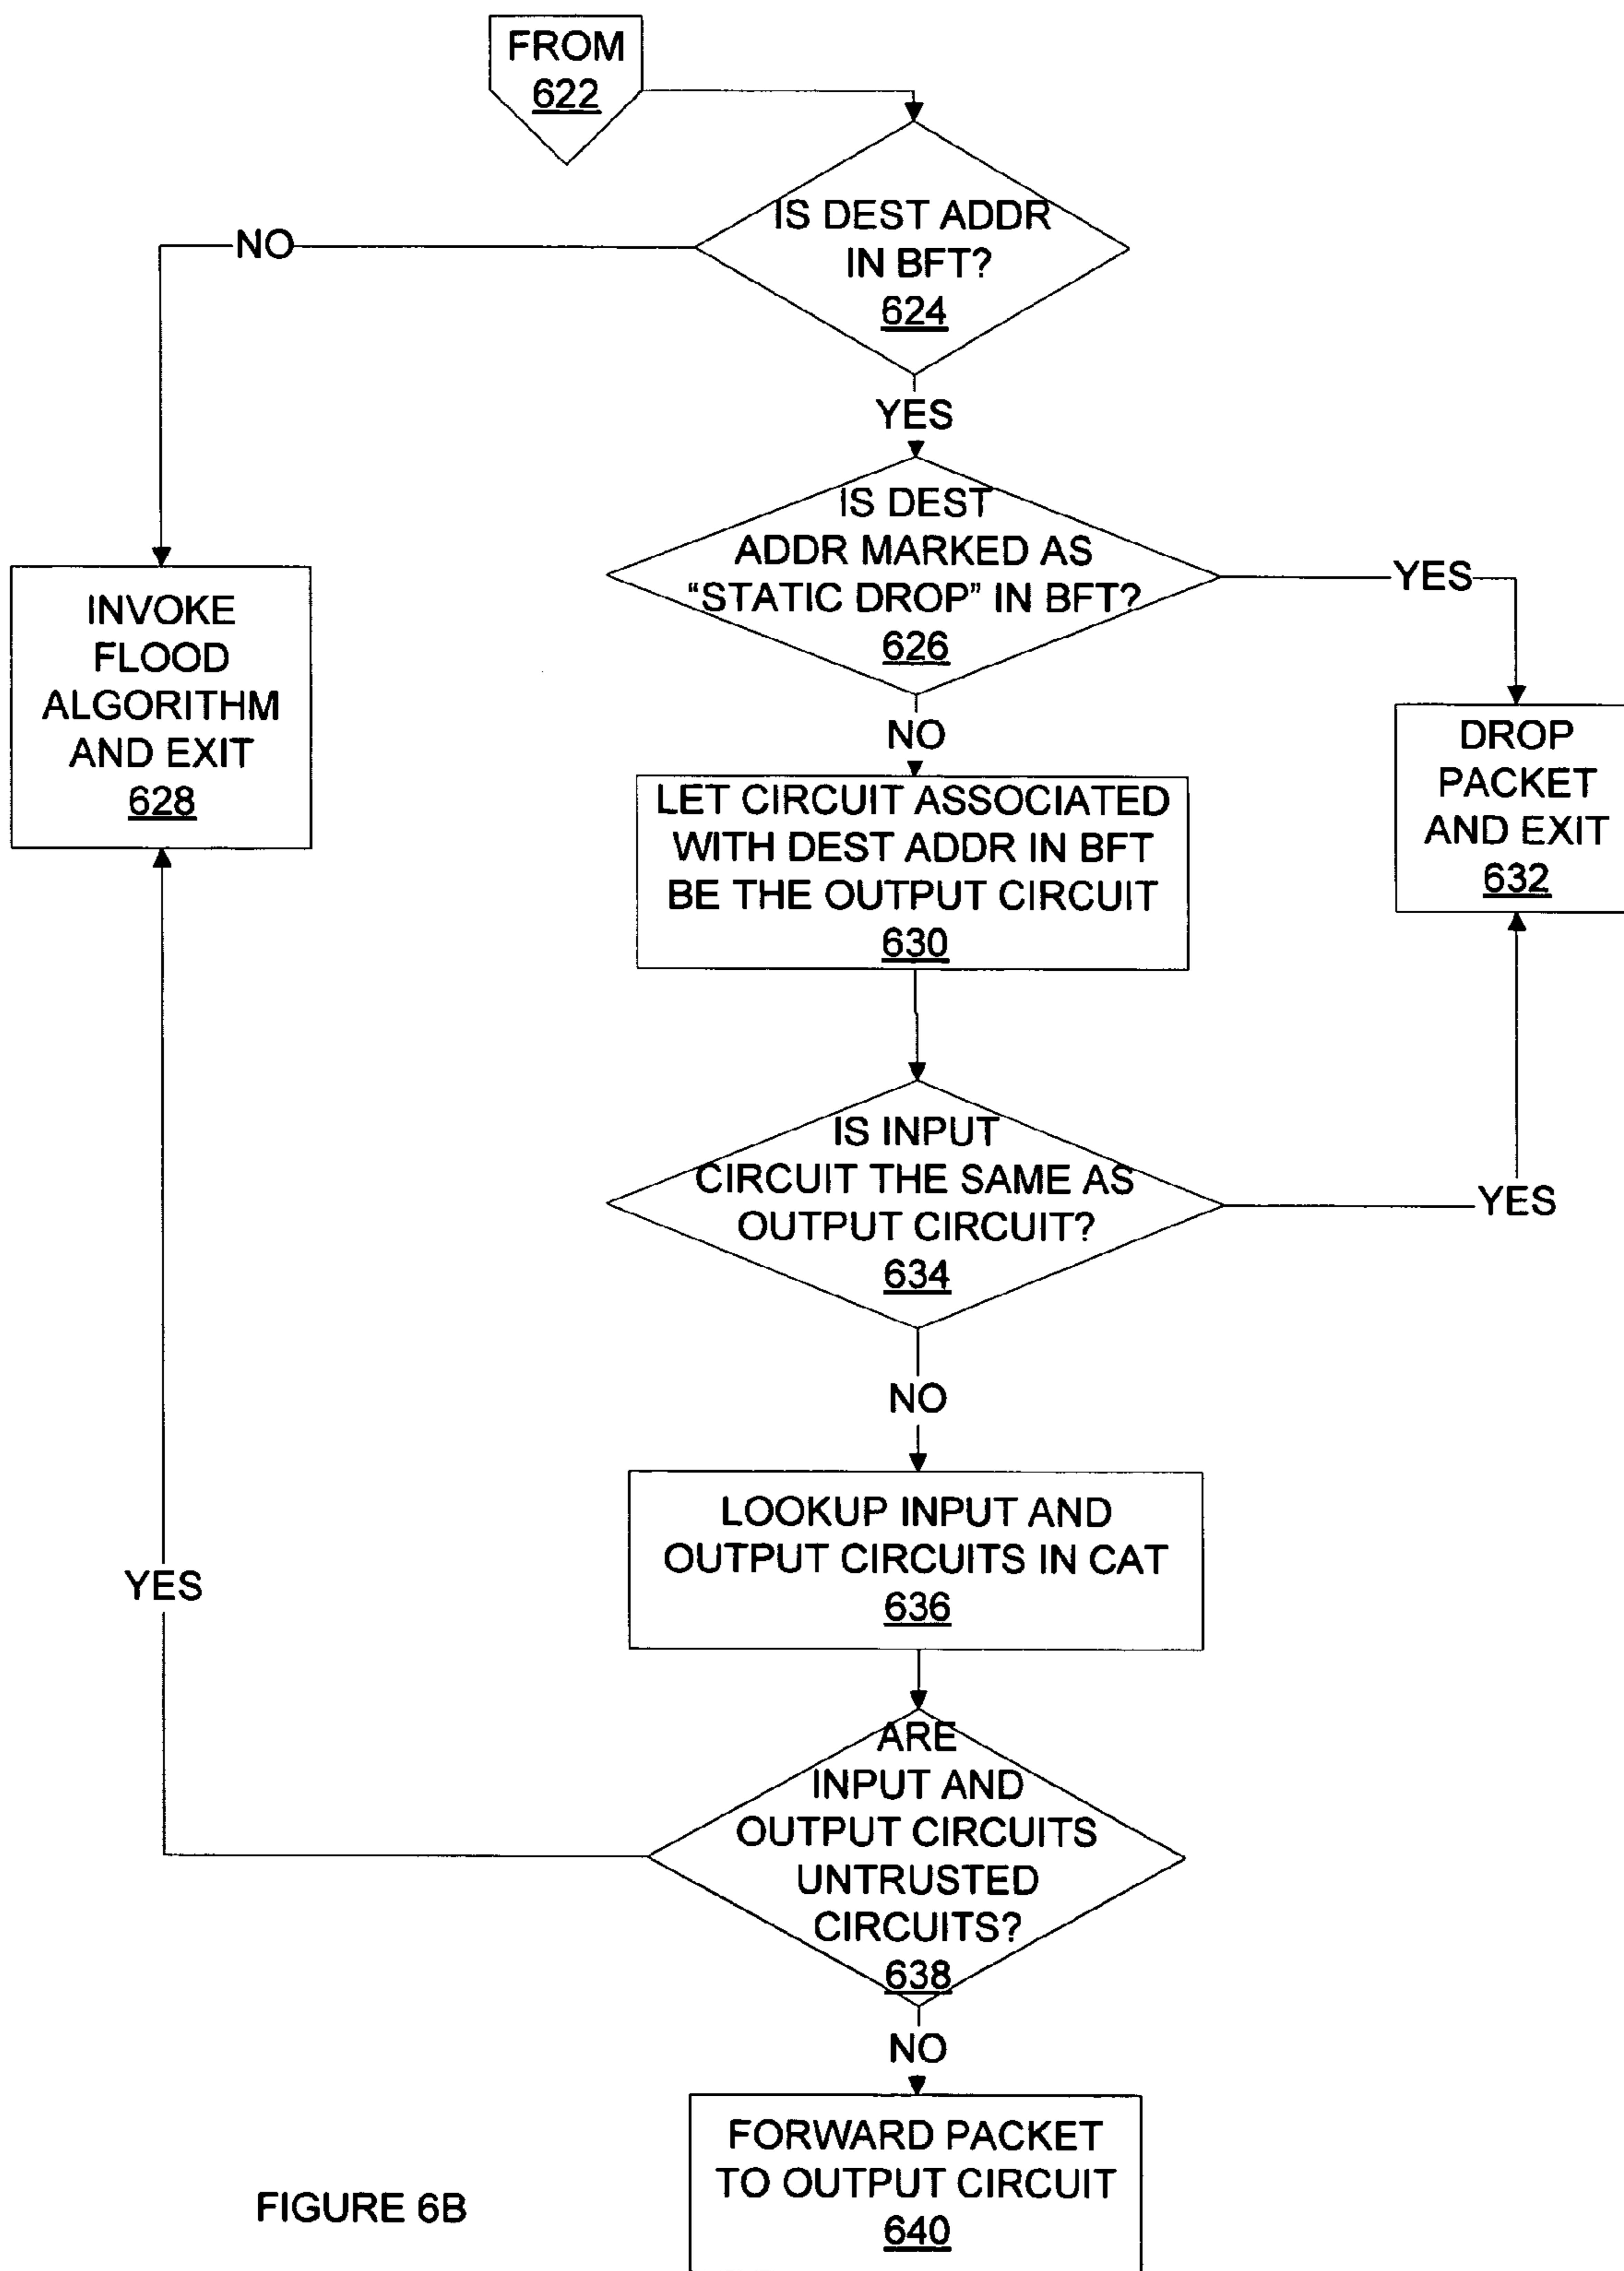 FROM
622
IS DEST ADDR
IN BFT?
624
NO
YES
IS DEST
ADDR MARKED AS
“STATIC DROP” IN BFT?
626
YES
NO
INVOKE
FLOOD
ALGORITHM
AND EXIT
628
DROP
PACKET
AND EXIT
632
LET CIRCUIT ASSOCIATED
WITH DEST ADDR IN BFT
BE THE OUTPUT CIRCUIT
630
IS INPUT
CIRCUIT THE SAME AS
OUTPUT CIRCUIT?
634
YES
NO
LOOKUP INPUT AND
OUTPUT CIRCUITS IN CAT
636
YES
ARE
INPUT AND
OUTPUT CIRCUITS
UNTRUSTED
CIRCUITS?
638
NO
FORWARD PACKET
TO OUTPUT CIRCUIT
640
FIGURE 6B